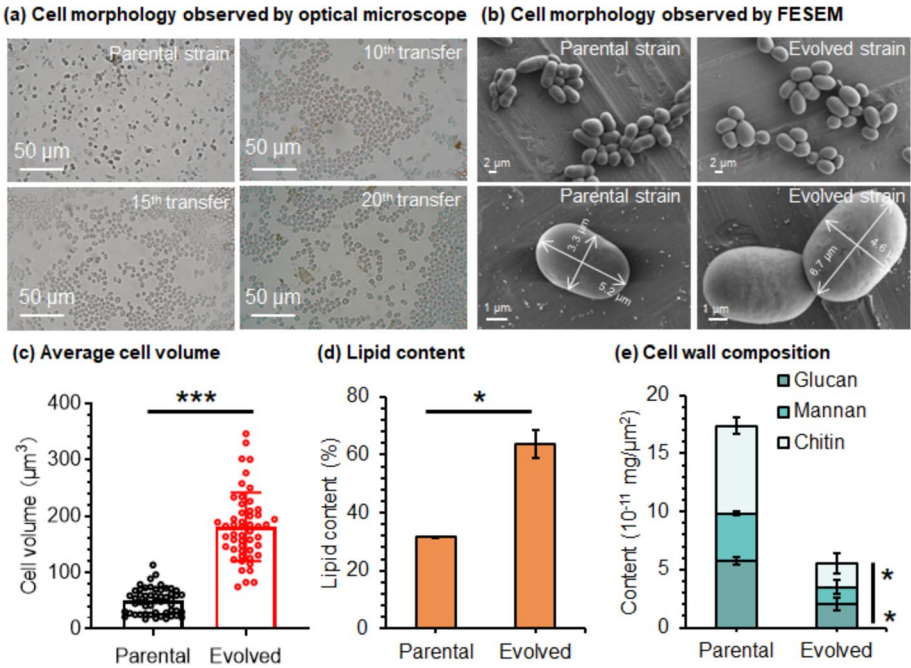 (a) Cell morphology observed by optical microscope
Parental strain
50 µm
10th transfer
50 µm
15th transfer
50 µm
20th transfer
50 µm
(b) Cell morphology observed by FESEM
Parental strain
2 µm
Evolved strain
2 µm
Parental strain
3.3 µm
5.2 µm
1 µm
Evolved strain
6.7 µm
4.6
1 µm
(c) Average cell volume
***
Cell volume (µm³)
400
300
200
100
0
Parental Evolved
(d) Lipid content
*
Lipid content (%)
80
60
40
20
0
Parental Evolved
(e) Cell wall composition
Glucan
Mannan
Chitin
Content (10⁻¹¹ mg/µm²)
20
15
10
5
0
*
*
Parental Evolved